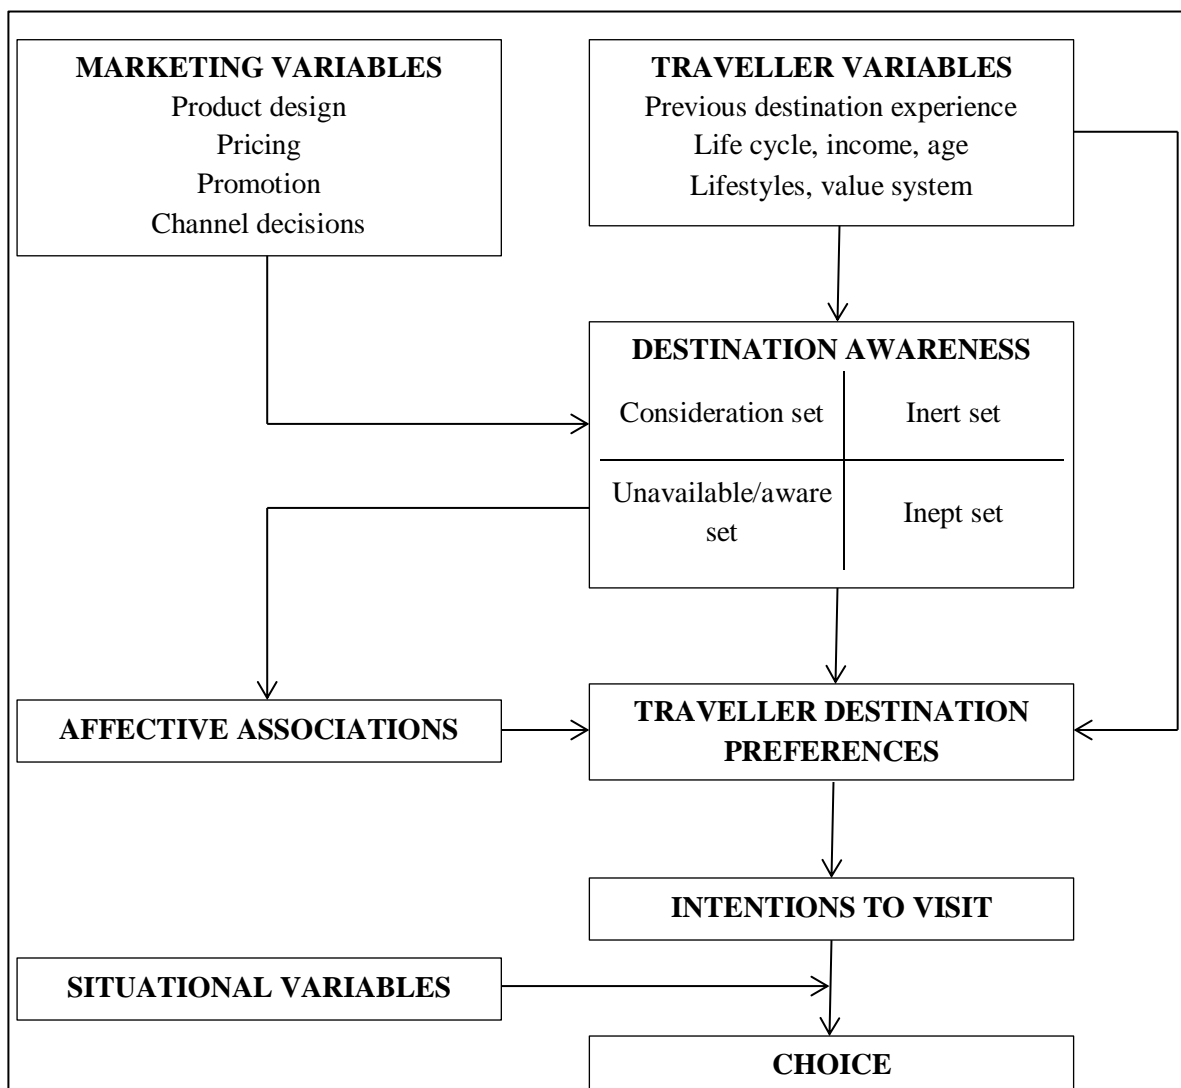 MARKETING VARIABLES
Product design
Pricing
Promotion
Channel decisions
TRAVELLER VARIABLES
Previous destination experience
Life cycle, income, age
Lifestyles, value system
DESTINATION AWARENESS
Consideration set
Inert set
Unavailable/aware
set
Inept set
AFFECTIVE ASSOCIATIONS
TRAVELLER DESTINATION
PREFERENCES
INTENTIONS TO VISIT
SITUATIONAL VARIABLES
CHOICE